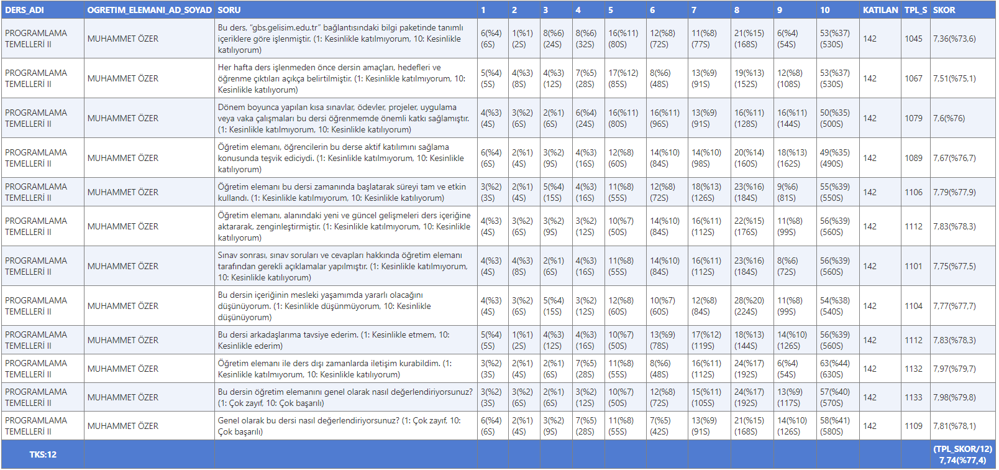 DERS_ADI OGRETIM_ELEMANI_AD_SOYAD SORU 1 2 3 4 5 6 7 8 9 10 KATILAN TPL_S SKOR
PROGRAMLAMA TEMELLERİ II MUHAMMET ÖZER Bu ders, “gbs.gelisim.edu.tr” bağlantısındaki bilgi paketinde tanımlı içeriklere göre işlenmiştir. (1: Kesinlikle katılmıyorum, 10: Kesinlikle katılıyorum) 6(%4) (6S) 1(%1) (2S) 8(%6) (24S) 8(%6) (32S) 16(%11) (80S) 12(%8) (72S) 11(%8) (77S) 21(%15) (168S) 6(%4) (54S) 53(%37) (530S) 142 1045 7,36(%73,6)
PROGRAMLAMA TEMELLERİ II MUHAMMET ÖZER Her hafta ders işlenmeden önce dersin amaçları, hedefleri ve öğrenme çıktıları açıkça belirtilmiştir. (1: Kesinlikle katılmıyorum, 10: Kesinlikle katılıyorum) 5(%4) (5S) 4(%3) (8S) 4(%3) (12S) 7(%5) (28S) 17(%12) (85S) 8(%6) (48S) 13(%9) (91S) 19(%13) (152S) 12(%8) (108S) 53(%37) (530S) 142 1067 7,51(%75,1)
PROGRAMLAMA TEMELLERİ II MUHAMMET ÖZER Dönem boyunca yapılan kısa sınavlar, ödevler, projeler, uygulama veya vaka çalışmaları bu dersi öğrenmemde önemli katkı sağlamıştır. (1: Kesinlikle katılmıyorum, 10: Kesinlikle katılıyorum) 4(%3) (4S) 3(%2) (6S) 2(%1) (6S) 6(%4) (24S) 16(%11) (80S) 16(%11) (96S) 13(%9) (91S) 16(%11) (128S) 16(%11) (144S) 50(%35) (500S) 142 1079 7,6(%76)
PROGRAMLAMA TEMELLERİ II MUHAMMET ÖZER Öğretim elemanı, öğrencilerin bu derse aktif katılımını sağlama konusunda teşvik ediciydi. (1: Kesinlikle katılmıyorum, 10: Kesinlikle katılıyorum) 6(%4) (6S) 2(%1) (4S) 3(%2) (9S) 4(%3) (16S) 12(%8) (60S) 14(%10) (84S) 14(%10) (98S) 20(%14) (160S) 18(%13) (162S) 49(%35) (490S) 142 1089 7,67(%76,7)
PROGRAMLAMA TEMELLERİ II MUHAMMET ÖZER Öğretim elemanı bu dersi zamanında başlatarak süreyi tam ve etkin kullandı. (1: Kesinlikle katılmıyorum, 10: Kesinlikle katılıyorum) 3(%2) (3S) 2(%1) (4S) 5(%4) (15S) 4(%3) (16S) 11(%8) (55S) 12(%8) (72S) 18(%13) (126S) 23(%16) (184S) 9(%6) (81S) 55(%39) (550S) 142 1106 7,79(%77,9)
PROGRAMLAMA TEMELLERİ II MUHAMMET ÖZER Öğretim elemanı, alanındaki yeni ve güncel gelişmeleri ders içeriğine aktararak, zenginleştirmiştir. (1: Kesinlikle katılmıyorum, 10: Kesinlikle katılıyorum) 4(%3) (4S) 3(%2) (6S) 3(%2) (9S) 3(%2) (12S) 10(%7) (50S) 14(%10) (84S) 16(%11) (112S) 22(%15) (176S) 11(%8) (99S) 56(%39) (560S) 142 1112 7,83(%78,3)
PROGRAMLAMA TEMELLERİ II MUHAMMET ÖZER Sınav sonrası, sınav soruları ve cevapları hakkında öğretim elemanı tarafından gerekli açıklamalar yapılmıştır. (1: Kesinlikle katılmıyorum, 10: Kesinlikle katılıyorum) 4(%3) (4S) 4(%3) (8S) 2(%1) (6S) 4(%3) (16S) 11(%8) (55S) 14(%10) (84S) 16(%11) (112S) 23(%16) (184S) 8(%6) (72S) 56(%39) (560S) 142 1101 7,75(%77,5)
PROGRAMLAMA TEMELLERİ II MUHAMMET ÖZER Bu dersin içeriğinin mesleki yaşamımda yararlı olacağını düşünüyorum. (1: Kesinlikle düşünmüyorum, 10: Kesinlikle düşünüyorum) 4(%3) (4S) 3(%2) (6S) 5(%4) (15S) 3(%2) (12S) 12(%8) (60S) 10(%7) (60S) 12(%8) (84S) 28(%20) (224S) 11(%8) (99S) 54(%38) (540S) 142 1104 7,77(%77,7)
PROGRAMLAMA TEMELLERİ II MUHAMMET ÖZER Bu dersi arkadaşlarıma tavsiye ederim. (1: Kesinlikle etmem, 10: Kesinlikle ederim) 5(%4) (5S) 1(%1) (2S) 4(%3) (12S) 4(%3) (16S) 10(%7) (50S) 13(%9) (78S) 17(%12) (119S) 18(%13) (144S) 14(%10) (126S) 56(%39) (560S) 142 1112 7,83(%78,3)
PROGRAMLAMA TEMELLERİ II MUHAMMET ÖZER Öğretim elemanı ile ders dışı zamanlarda iletişim kurabildim. (1: Kesinlikle katılmıyorum, 10: Kesinlikle katılıyorum) 3(%2) (3S) 2(%1) (4S) 2(%1) (6S) 7(%5) (28S) 11(%8) (55S) 8(%6) (48S) 16(%11) (112S) 24(%17) (192S) 6(%4) (54S) 63(%44) (630S) 142 1132 7,97(%79,7)
PROGRAMLAMA TEMELLERİ II MUHAMMET ÖZER Bu dersin öğretim elemanını genel olarak nasıl değerlendiriyorsunuz? (1: Çok zayıf, 10: Çok başarılı) 3(%2) (3S) 3(%2) (6S) 2(%1) (6S) 3(%2) (12S) 10(%7) (50S) 12(%8) (72S) 15(%11) (105S) 24(%17) (192S) 13(%9) (117S) 57(%40) (570S) 142 1133 7,98(%79,8)
PROGRAMLAMA TEMELLERİ II MUHAMMET ÖZER Genel olarak bu dersi nasıl değerlendiriyorsunuz? (1: Çok zayıf, 10: Çok başarılı) 6(%4) (6S) 2(%1) (4S) 3(%2) (9S) 7(%5) (28S) 11(%8) (55S) 7(%5) (42S) 13(%9) (91S) 21(%15) (168S) 14(%10) (126S) 58(%41) (580S) 142 1109 7,81(%78,1)
TKS:12 (TPL_SKOR/12) 7,74(%77,4)